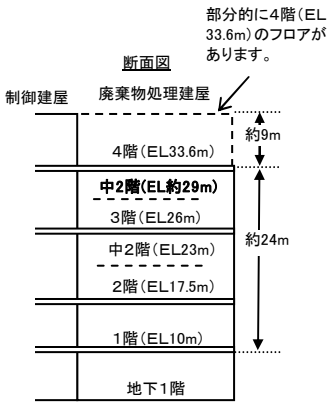 部分的に4階(EL
33.6m)のフロアが
あります。
断面図
制御建屋
廃棄物処理建屋
約9m
4階(EL33.6m)
中2階(EL約29m)
3階(EL26m)
中2階(EL23m)
約24m
2階(EL17.5m)
1階(EL10m)
地下1階